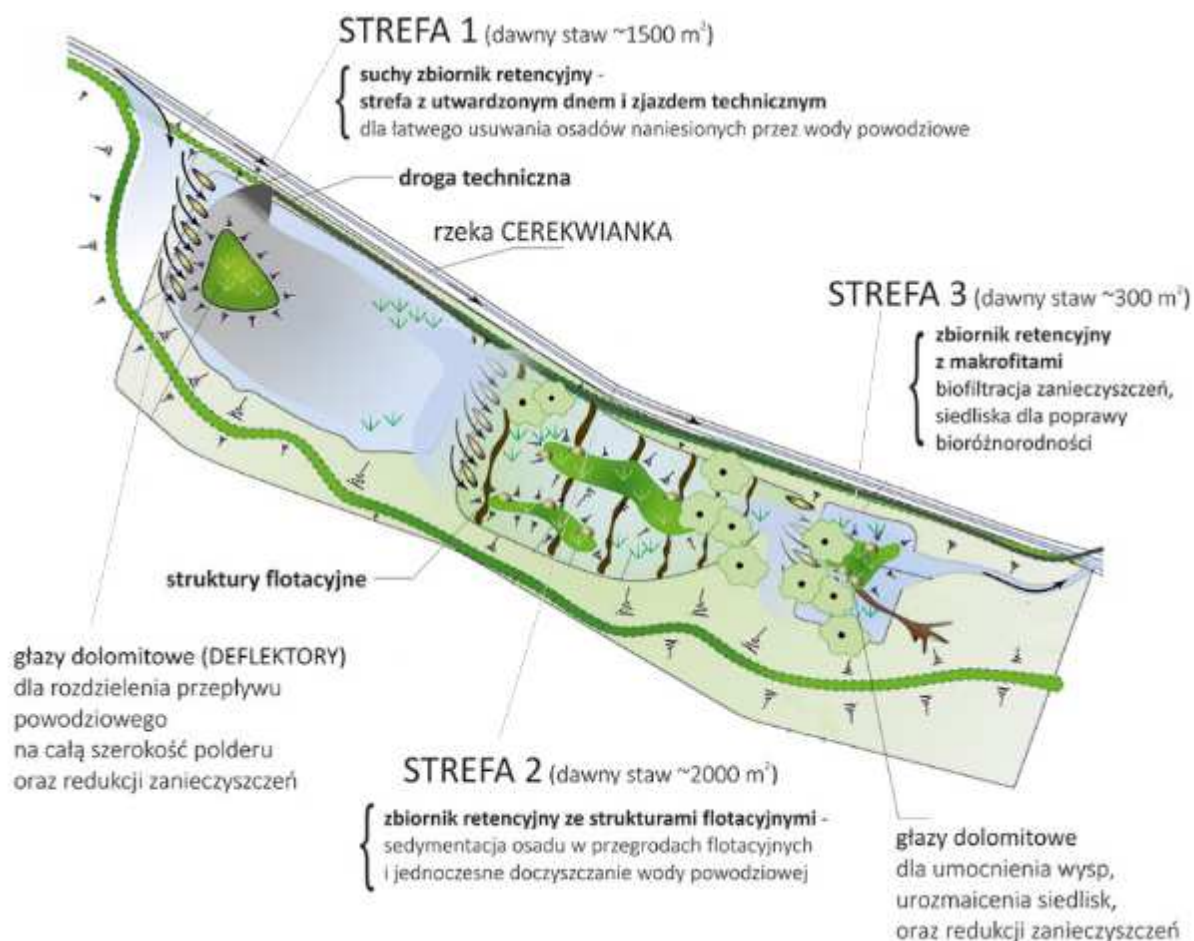 STREFA 1 (dawny staw ~1500 m²)
suchy zbiornik retencyjny -
strefa z utwardzonym dnem i zjazdem technicznym
dla łatwego usuwania osadów naniesionych przez wody powodziowe
droga techniczna
rzeka CEREKWIANKA
STREFA 3 (dawny staw ~300 m²)
zbiornik retencyjny
z makrofitami
biofiltracja zanieczyszczeń,
siedliska dla poprawy
bioróżnorodności
struktury flotacyjne
głazy dolomitowe (DEFLEKTORY)
dla rozdzielenia przepływu
powodziowego
na całą szerokość polderu
oraz redukcji zanieczyszczeń
STREFA 2 (dawny staw ~2000 m²)
zbiornik retencyjny ze strukturami flotacyjnymi -
sedymentacja osadu w przegrodach flotacyjnych
i jednoczesne doczyszczanie wody powodziowej
głazy dolomitowe
dla umocnienia wysp,
urozmaicenia siedlisk,
oraz redukcji zanieczyszczeń